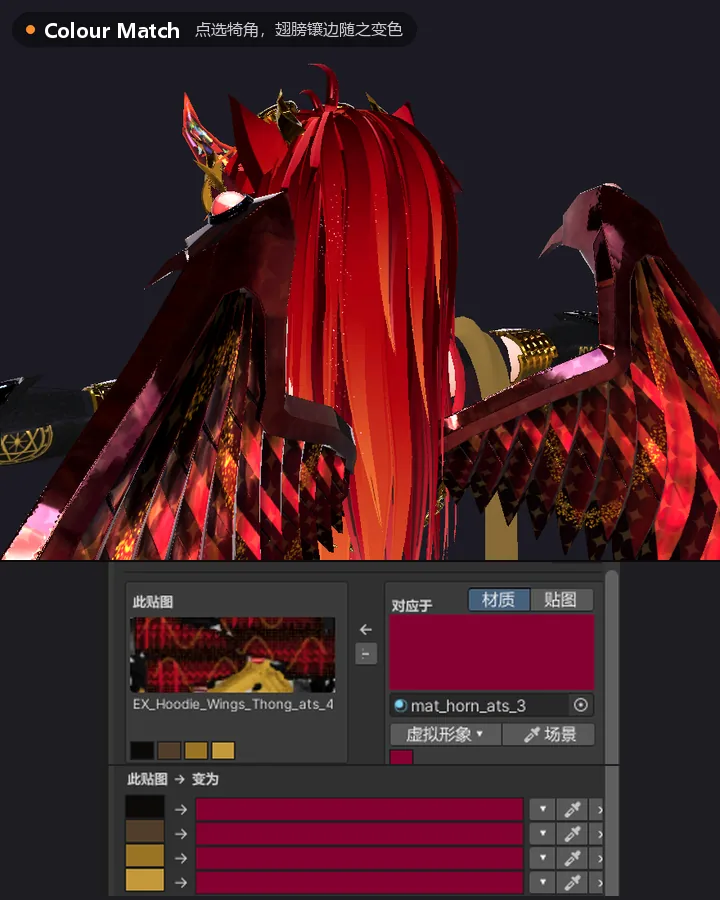 Colour Match 点选犄角，翅膀镶边随之变色
此贴图
对应于
材质
贴图
EX_Hoodie_Wings_Thong_ats_4
mat_horn_ats_3
虚拟形象
场景
此贴图 → 变为